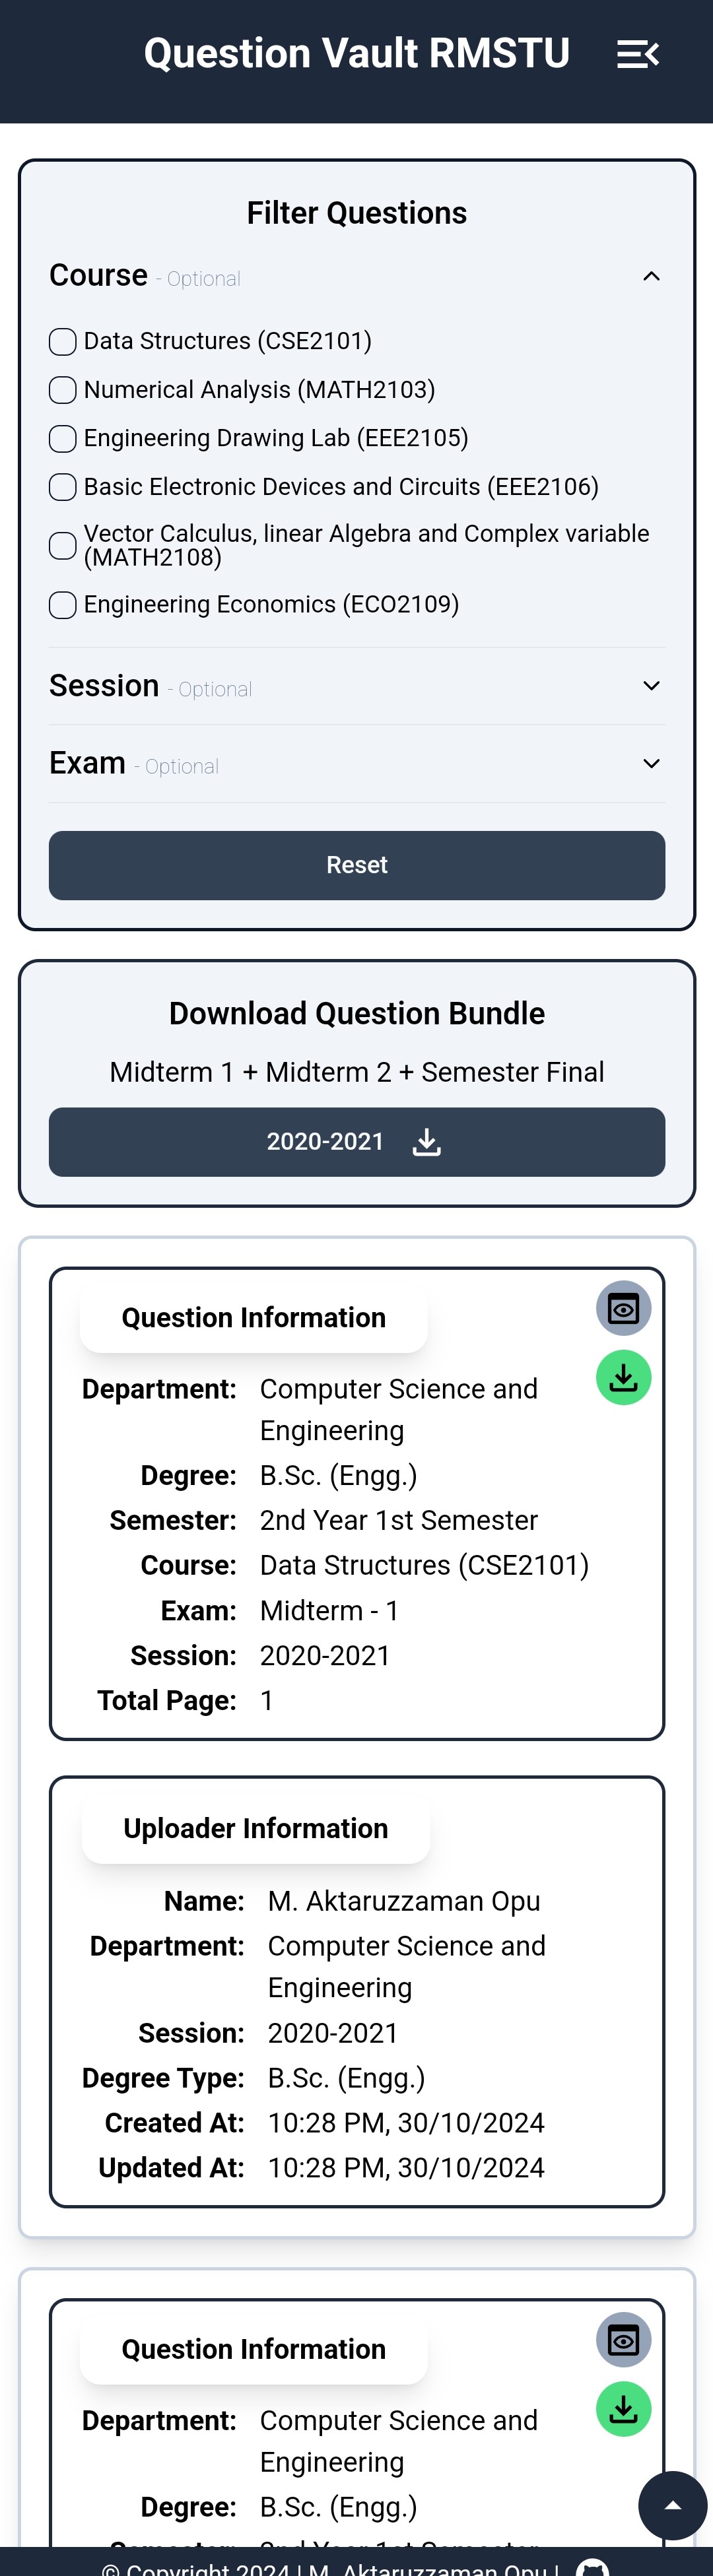 Question Vault RMSTU
Filter Questions
Course - Optional
Data Structures (CSE2101)
Numerical Analysis (MATH2103)
Engineering Drawing Lab (EEE2105)
Basic Electronic Devices and Circuits (EEE2106)
Vector Calculus, linear Algebra and Complex variable
(MATH2108)
Engineering Economics (ECO2109)
Session - Optional
Exam - Optional
Reset
Download Question Bundle
Midterm 1 + Midterm 2 + Semester Final
2020-2021
Question Information
Department: Computer Science and
Engineering
Degree: B.Sc. (Engg.)
Semester: 2nd Year 1st Semester
Course: Data Structures (CSE2101)
Exam: Midterm - 1
Session: 2020-2021
Total Page: 1
Uploader Information
Name: M. Aktaruzzaman Opu
Department: Computer Science and
Engineering
Session: 2020-2021
Degree Type: B.Sc. (Engg.)
Created At: 10:28 PM, 30/10/2024
Updated At: 10:28 PM, 30/10/2024
Question Information
Department: Computer Science and
Engineering
Degree: B.Sc. (Engg.)
Semester: 2nd Year 1st Semester
© Copyright 2024 | M. Aktaruzzaman Opu |